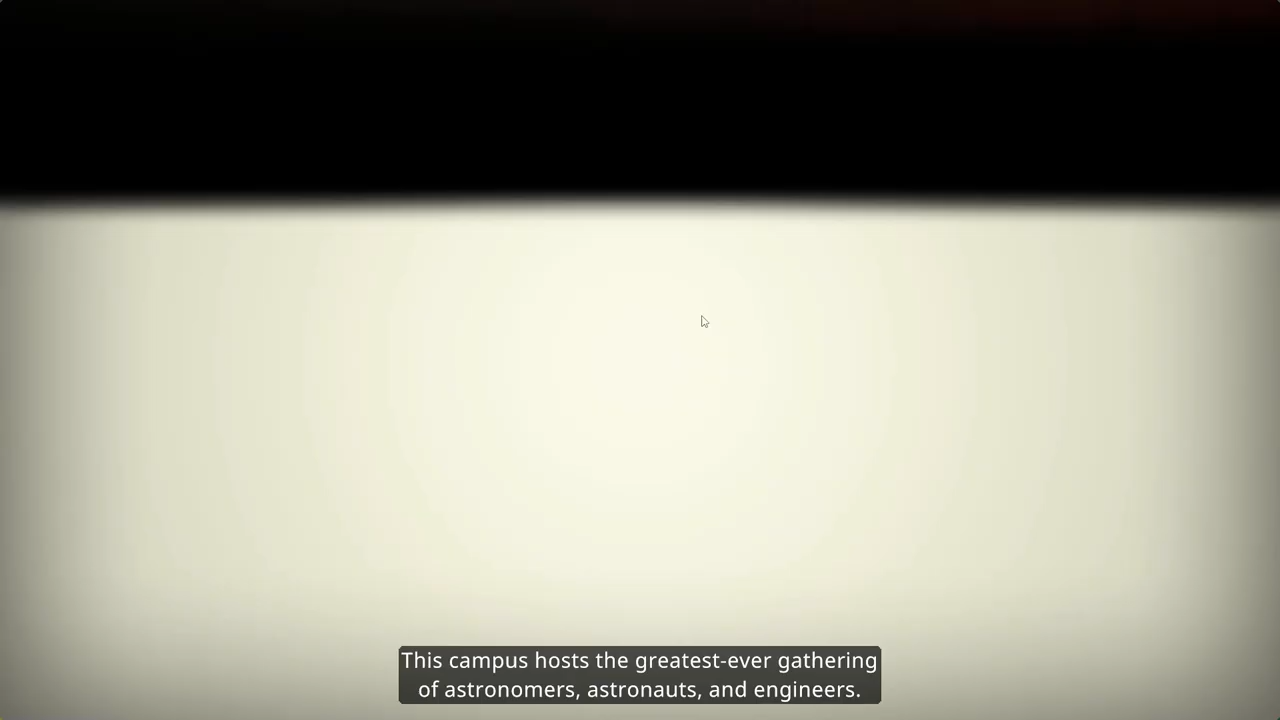 This campus hosts the greatest-ever gathering
of astronomers, astronauts, and engineers.